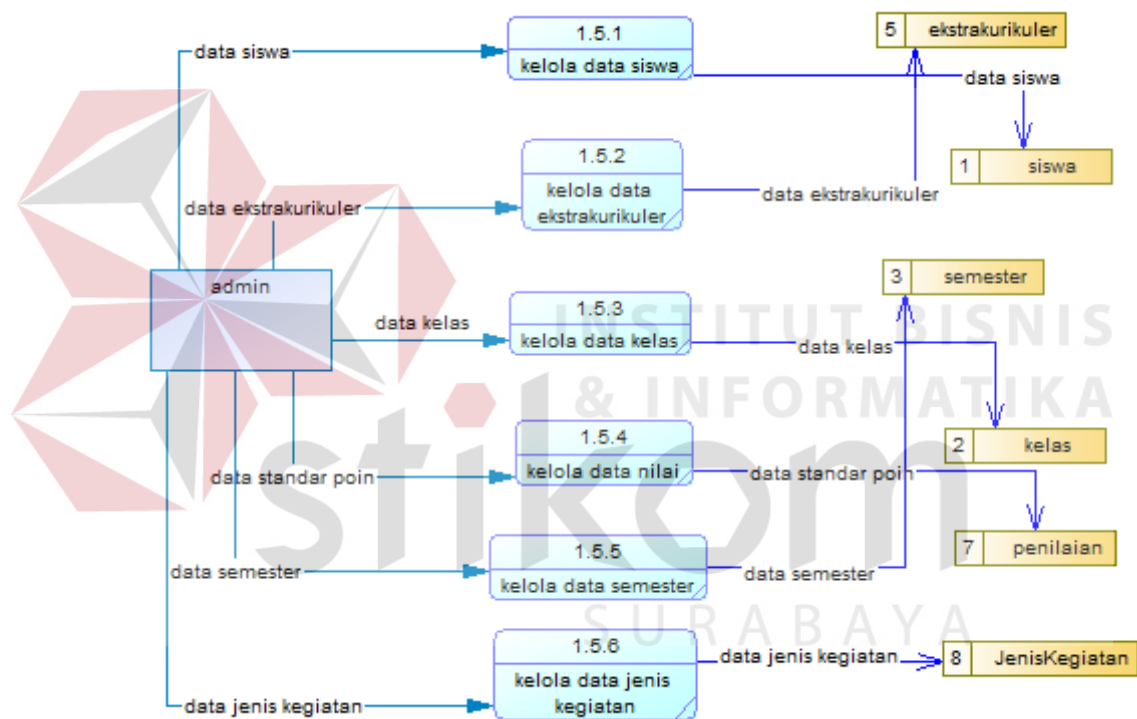 1.5.1
kelola data siswa
5 ekstrakurikuler
data siswa
data siswa
1 siswa
1.5.2
kelola data
ekstrakurikuler
data ekstrakurikuler
data ekstrakurikuler
admin
3 semester
1.5.3
kelola data kelas
data kelas
data kelas
INSTITUT BISNIS
& INFORMATIKA
2 kelas
1.5.4
kelola data nilai
data standar poin
data standar poin
stikom
7 penilaian
1.5.5
kelola data semester
data semester
data semester
SURABAYA
1.5.6
kelola data jenis
kegiatan
data jenis kegiatan
8 JenisKegiatan
data jenis kegiatan